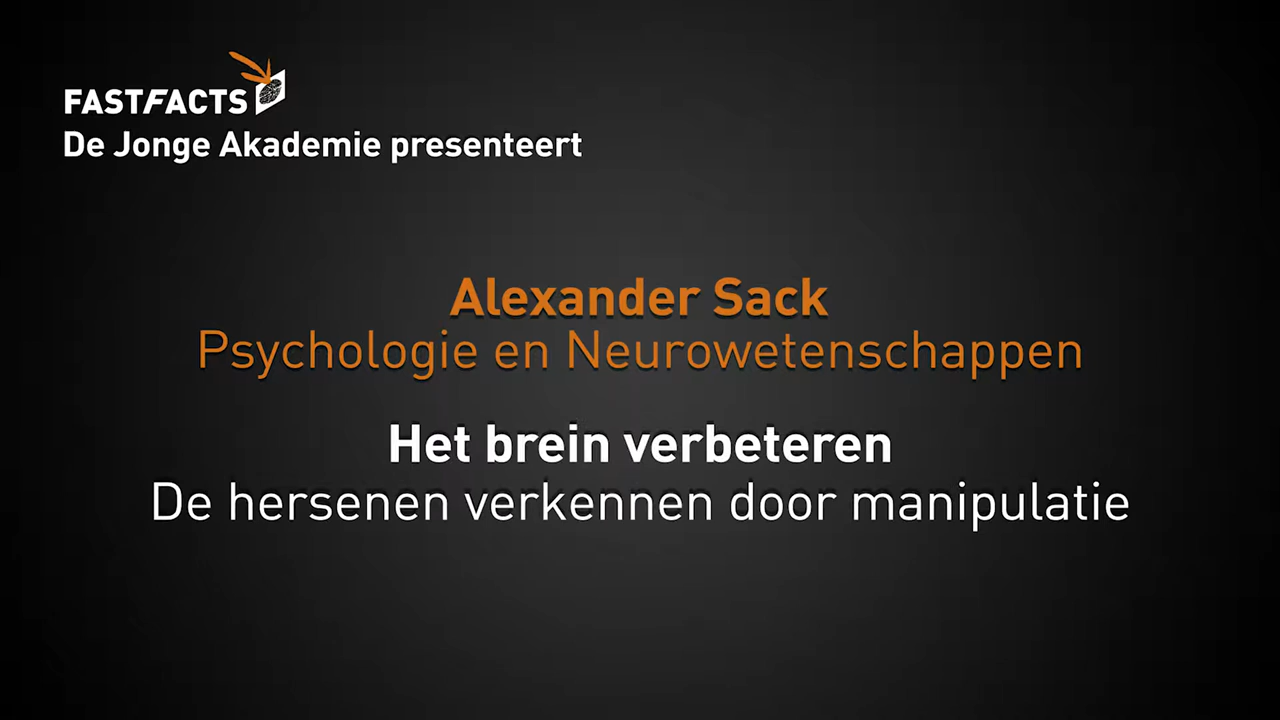 FASTFACTS
De Jonge Akademie presenteert
Alexander Sack
Psychologie en Neurowetenschappen
Het brein verbeteren
De hersenen verkennen door manipulatie